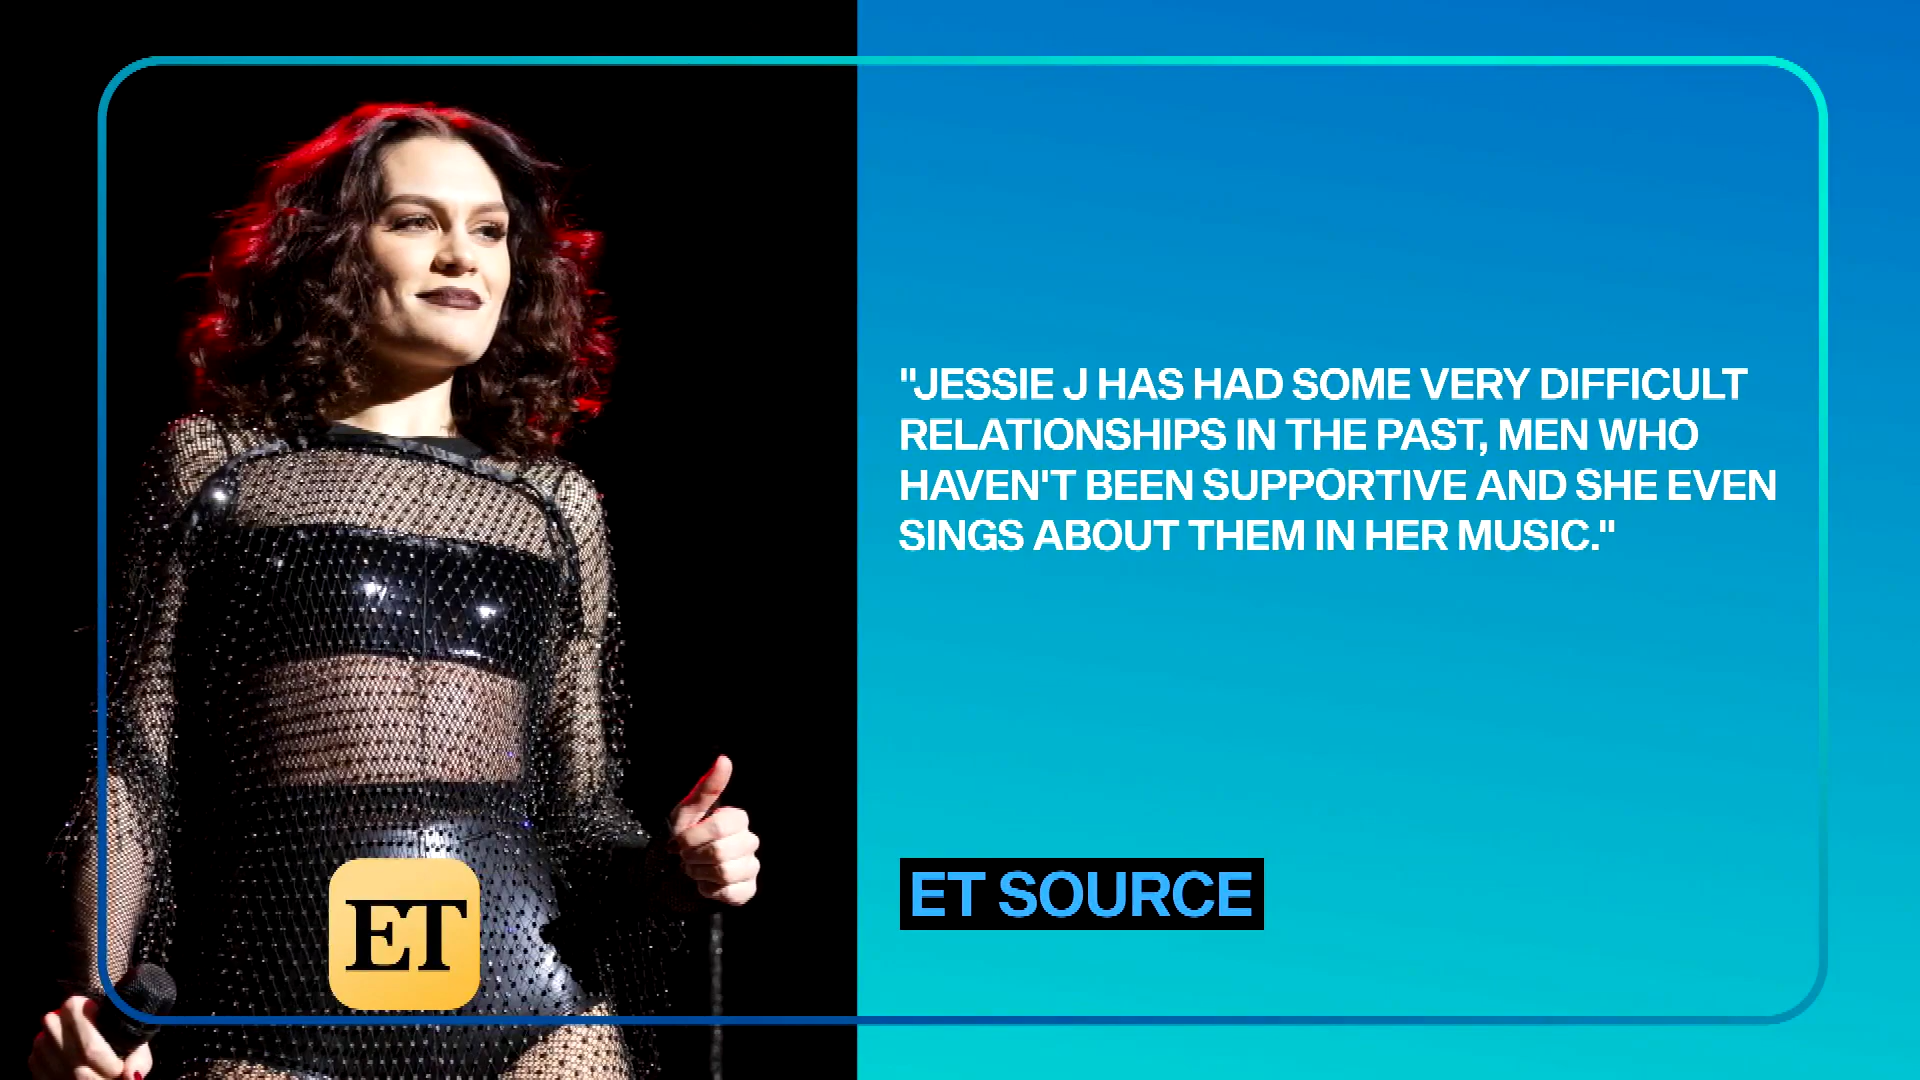 "JESSIE J HAS HAD SOME VERY DIFFICULT
RELATIONSHIPS IN THE PAST, MEN WHO
HAVEN'T BEEN SUPPORTIVE AND SHE EVEN
SINGS ABOUT THEM IN HER MUSIC."
ET SOURCE
ET